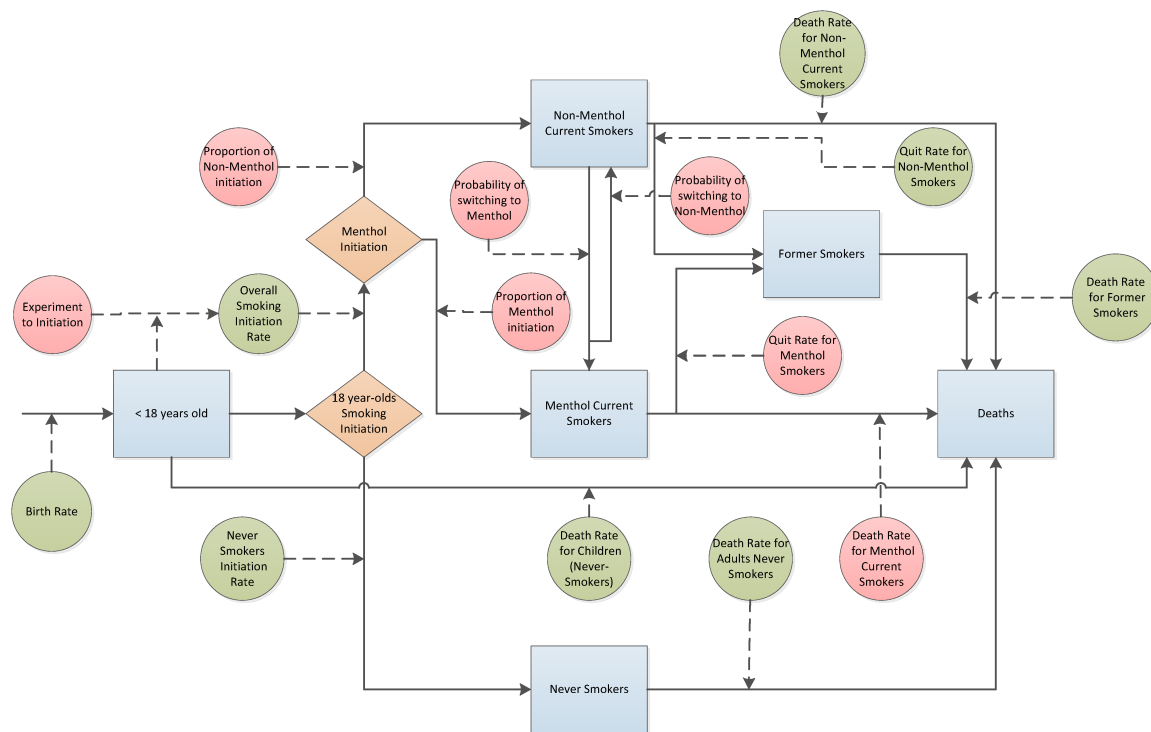 Death Rate
for Non-
Menthol
Current
Smokers
Non-Menthol
Current Smokers
Proportion of
Non-Menthol
initiation
Quit Rate for
Non-Menthol
Smokers
Probability of
switching to
Menthol
Probability of
switching to
Non-Menthol
Menthol
Initiation
Former Smokers
Experiment
to Initiation
Overall
Smoking
Initiation
Rate
Proportion of
Menthol
initiation
Death Rate
for Former
Smokers
Quit Rate for
Menthol
Smokers
< 18 years old
18 year-olds
Smoking
Initiation
Menthol Current
Smokers
Deaths
Birth Rate
Never
Smokers
Initiation
Rate
Death Rate
for Children
(Never-
Smokers)
Death Rate for
Adults Never
Smokers
Death Rate
for Menthol
Current
Smokers
Never Smokers